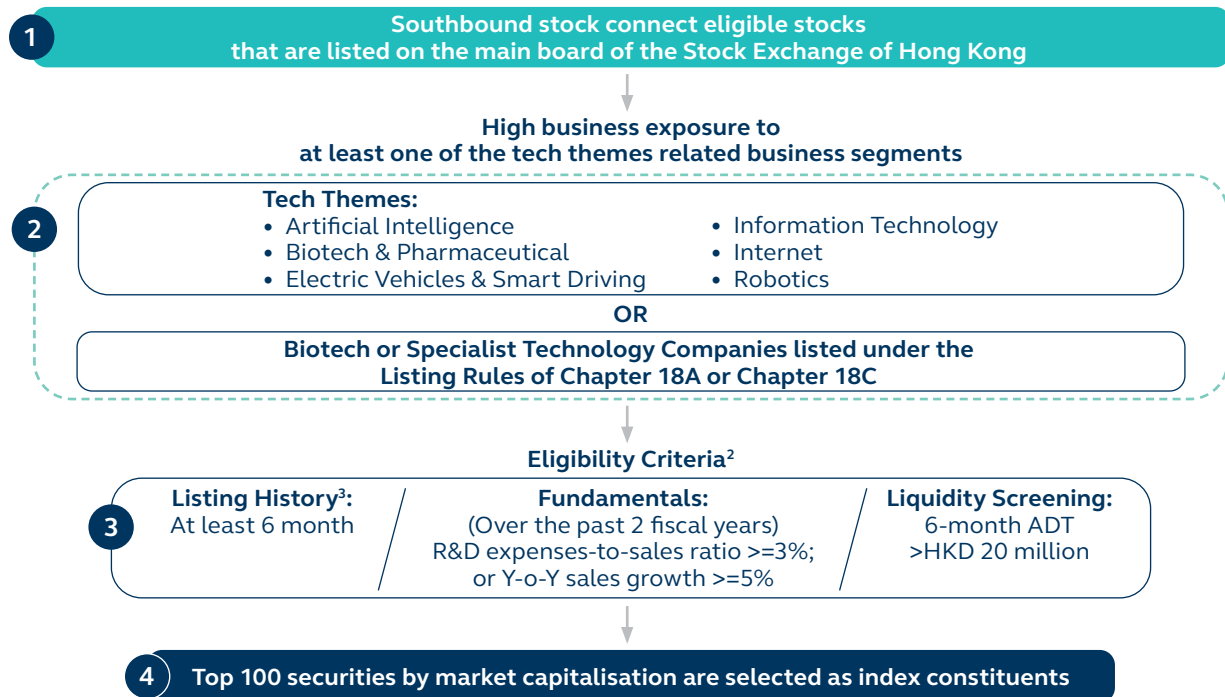 1
Southbound stock connect eligible stocks
that are listed on the main board of the Stock Exchange of Hong Kong
High business exposure to
at least one of the tech themes related business segments
2
Tech Themes:
• Artificial Intelligence
• Biotech & Pharmaceutical
• Electric Vehicles & Smart Driving
• Information Technology
• Internet
• Robotics
OR
Biotech or Specialist Technology Companies listed under the
Listing Rules of Chapter 18A or Chapter 18C
Eligibility Criteria²
3
Listing History³:
At least 6 month
Fundamentals:
(Over the past 2 fiscal years)
R&D expenses-to-sales ratio >=3%;
or Y-o-Y sales growth >=5%
Liquidity Screening:
6-month ADT
>HKD 20 million
4
Top 100 securities by market capitalisation are selected as index constituents